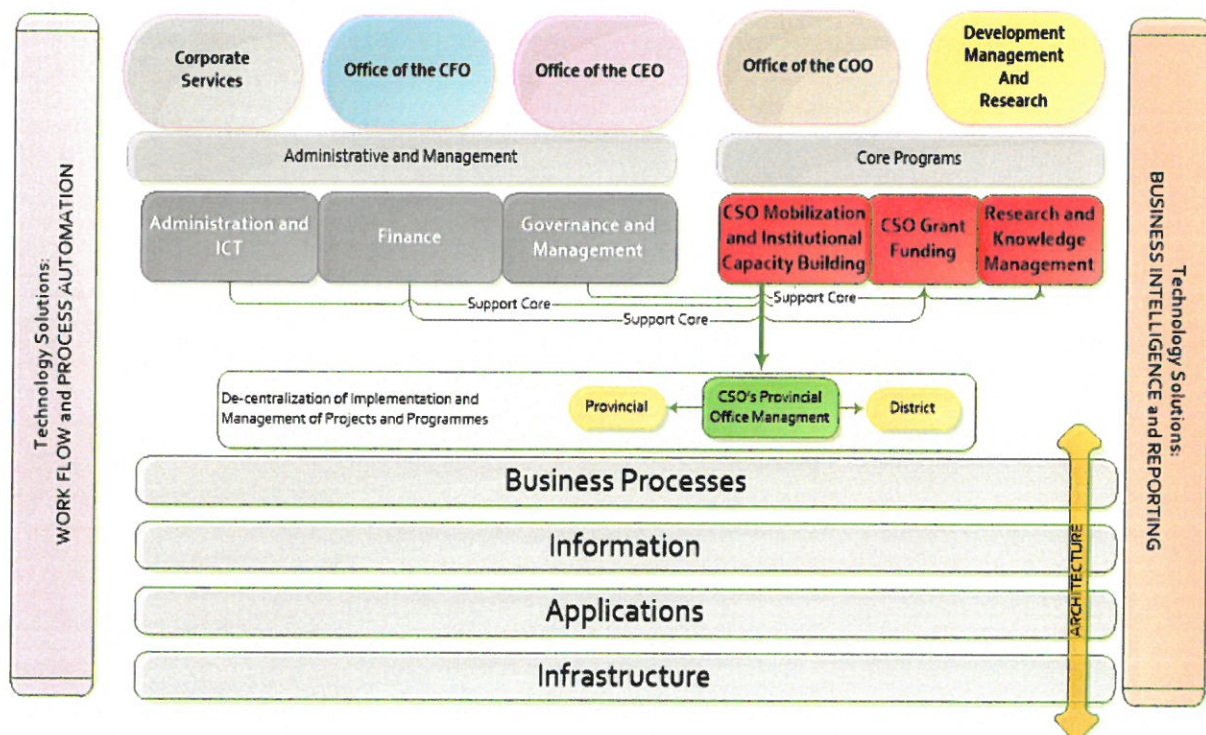 Technology Solutions:
WORK FLOW and PROCESS AUTOMATION
Corporate
Services
Office of the CFO
Office of the CEO
Office of the COO
Development
Management
And
Research
Administrative and Management
Core Programs
Administration and
ICT
Finance
Governance and
Management
CSO Mobilization
and Institutional
Capacity Building
CSO Grant
Funding
Research and
Knowledge
Management
Support Core
Support Core
Support Core
De-centralization of Implementation and
Management of Projects and Programmes
Provincial
CSO's Provincial
Office Managment
District
Business Processes
Information
Applications
Infrastructure
ARCHITECTURE
Technology Solutions:
BUSINESS INTELLIGENCE and REPORTING